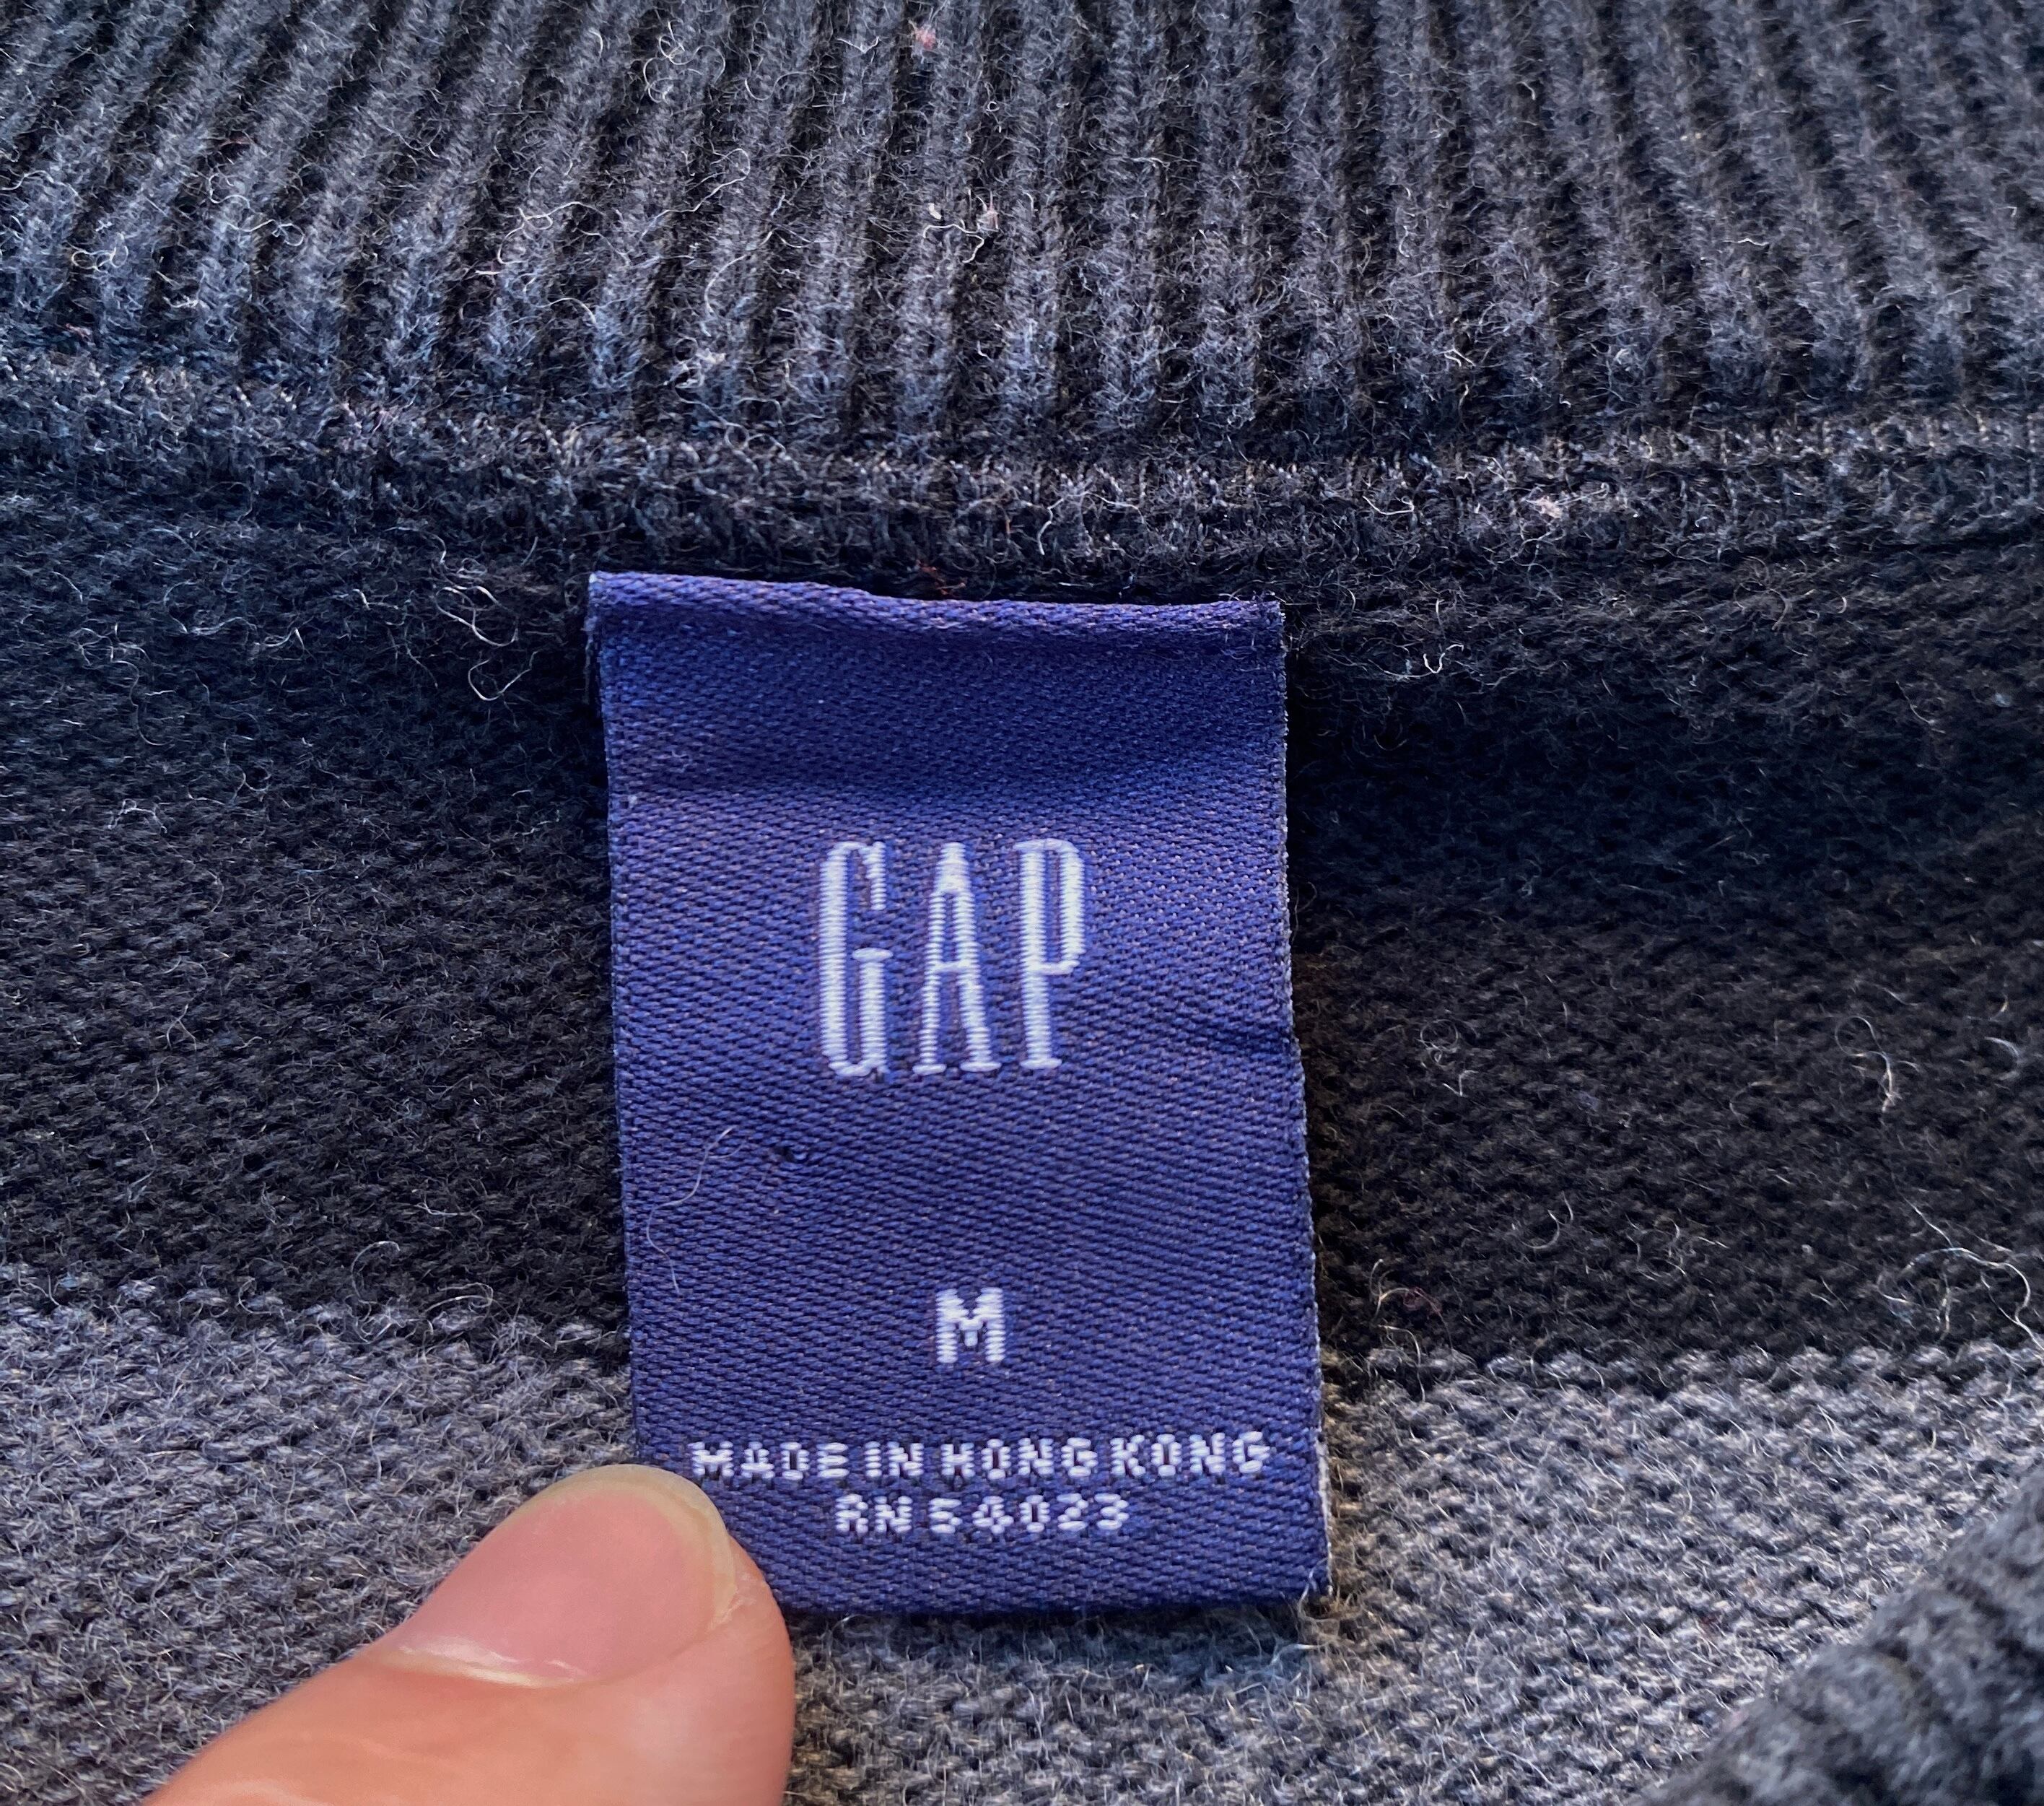 GAP
M
MADE IN HONG KONG
RN 54023